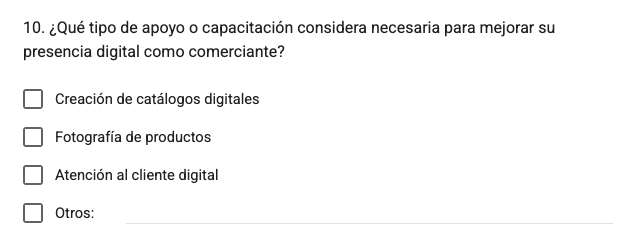 10. ¿Qué tipo de apoyo o capacitación considera necesaria para mejorar su
presencia digital como comerciante?
Creación de catálogos digitales
Fotografía de productos
Atención al cliente digital
Otros: